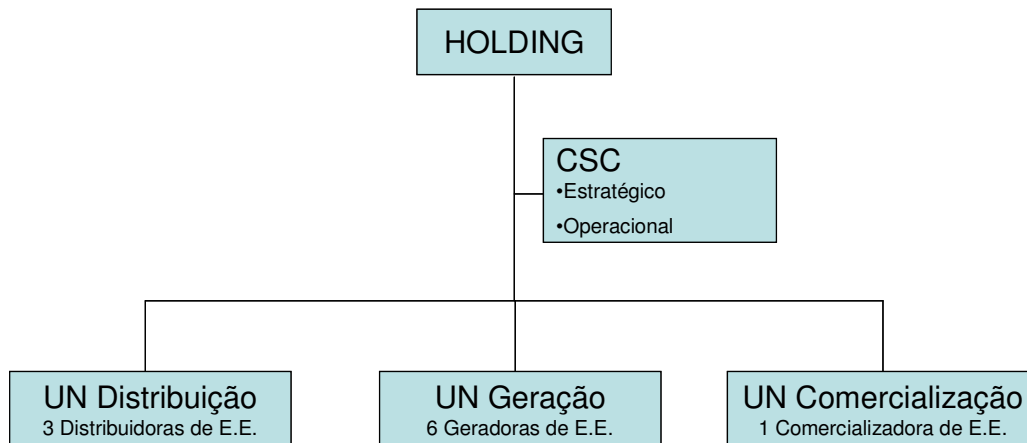 HOLDING
CSC
•Estratégico
•Operacional
UN Distribuição
3 Distribuidoras de E.E.
UN Geração
6 Geradoras de E.E.
UN Comercialização
1 Comercializadora de E.E.